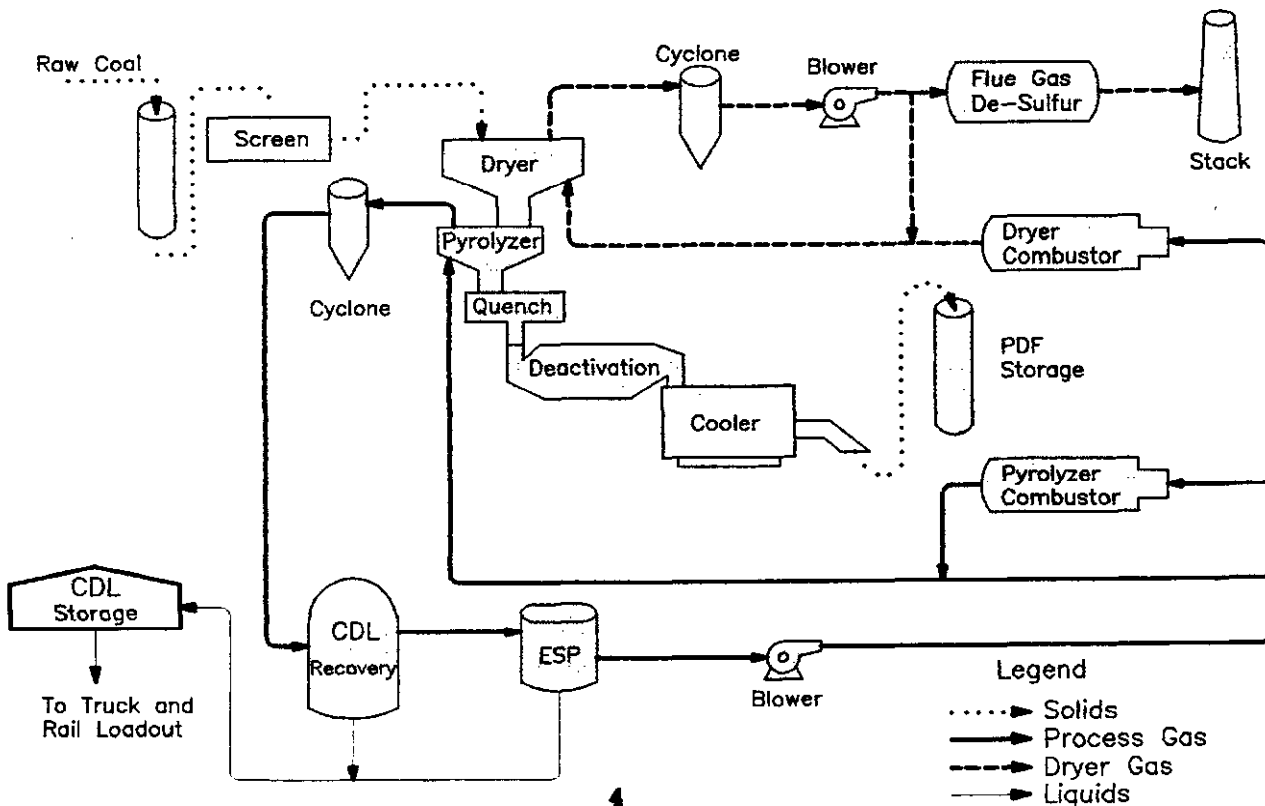 Raw Coal
Cyclone
Blower
Flue Gas
De-Sulfur
Stack
Screen
Dryer
Pyrolyzer
Dryer
Combustor
Cyclone
Quench
Deactivation
PDF
Storage
Cooler
Pyrolyzer
Combustor
CDL
Storage
CDL
Recovery
ESP
Blower
To Truck and
Rail Loadout
Legend
Solids
Process Gas
Dryer Gas
Liquids
4